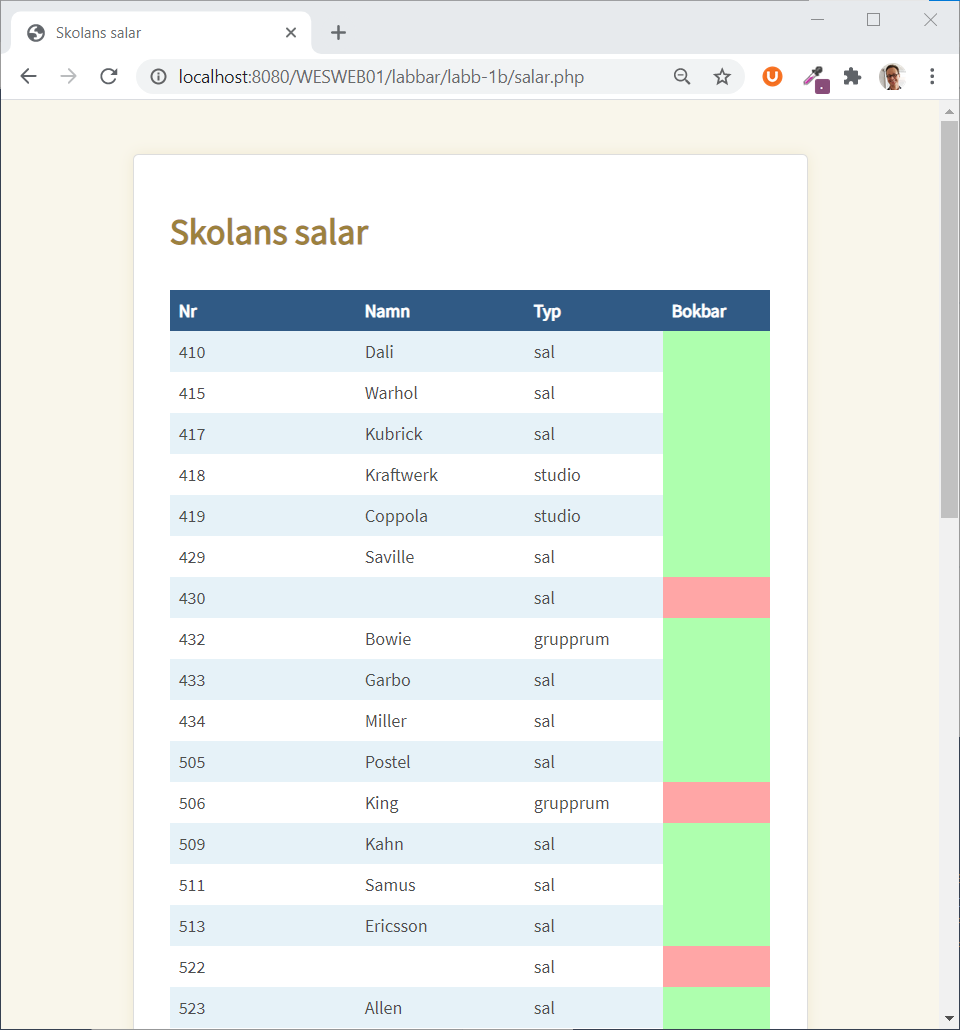 Skolans salar
localhost:8080/WESWEB01/labbar/labb-1b/salar.php
Skolans salar
Nr Namn Typ Bokbar
410 Dali sal
415 Warhol sal
417 Kubrick sal
418 Kraftwerk studio
419 Coppola studio
429 Saville sal
430 sal
432 Bowie grupprum
433 Garbo sal
434 Miller sal
505 Postel sal
506 King grupprum
509 Kahn sal
511 Samus sal
513 Ericsson sal
522 sal
523 Allen sal